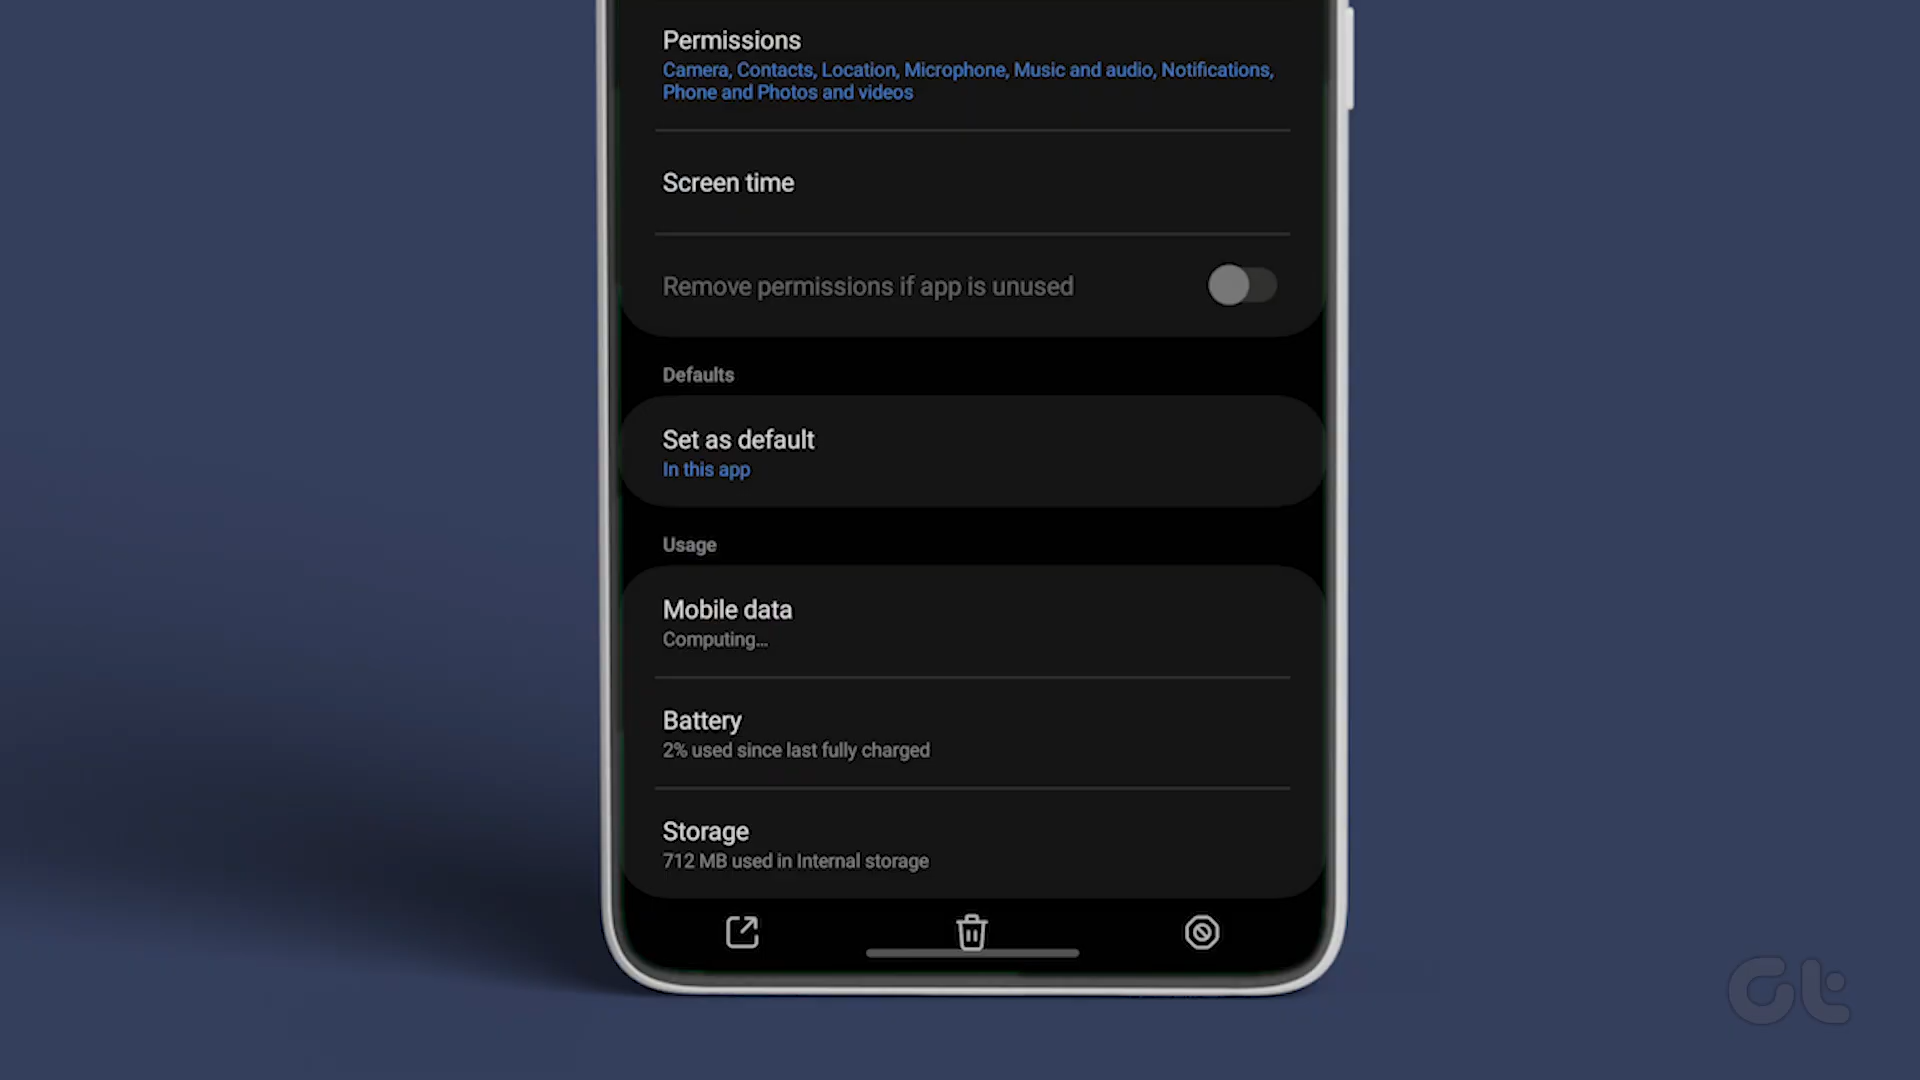 Permissions
Camera, Contacts, Location, Microphone, Music and audio, Notifications,
Phone and Photos and videos
Screen time
Remove permissions if app is unused
Defaults
Set as default
In this app
Usage
Mobile data
Computing...
Battery
2% used since last fully charged
Storage
712 MB used in Internal storage
Gt